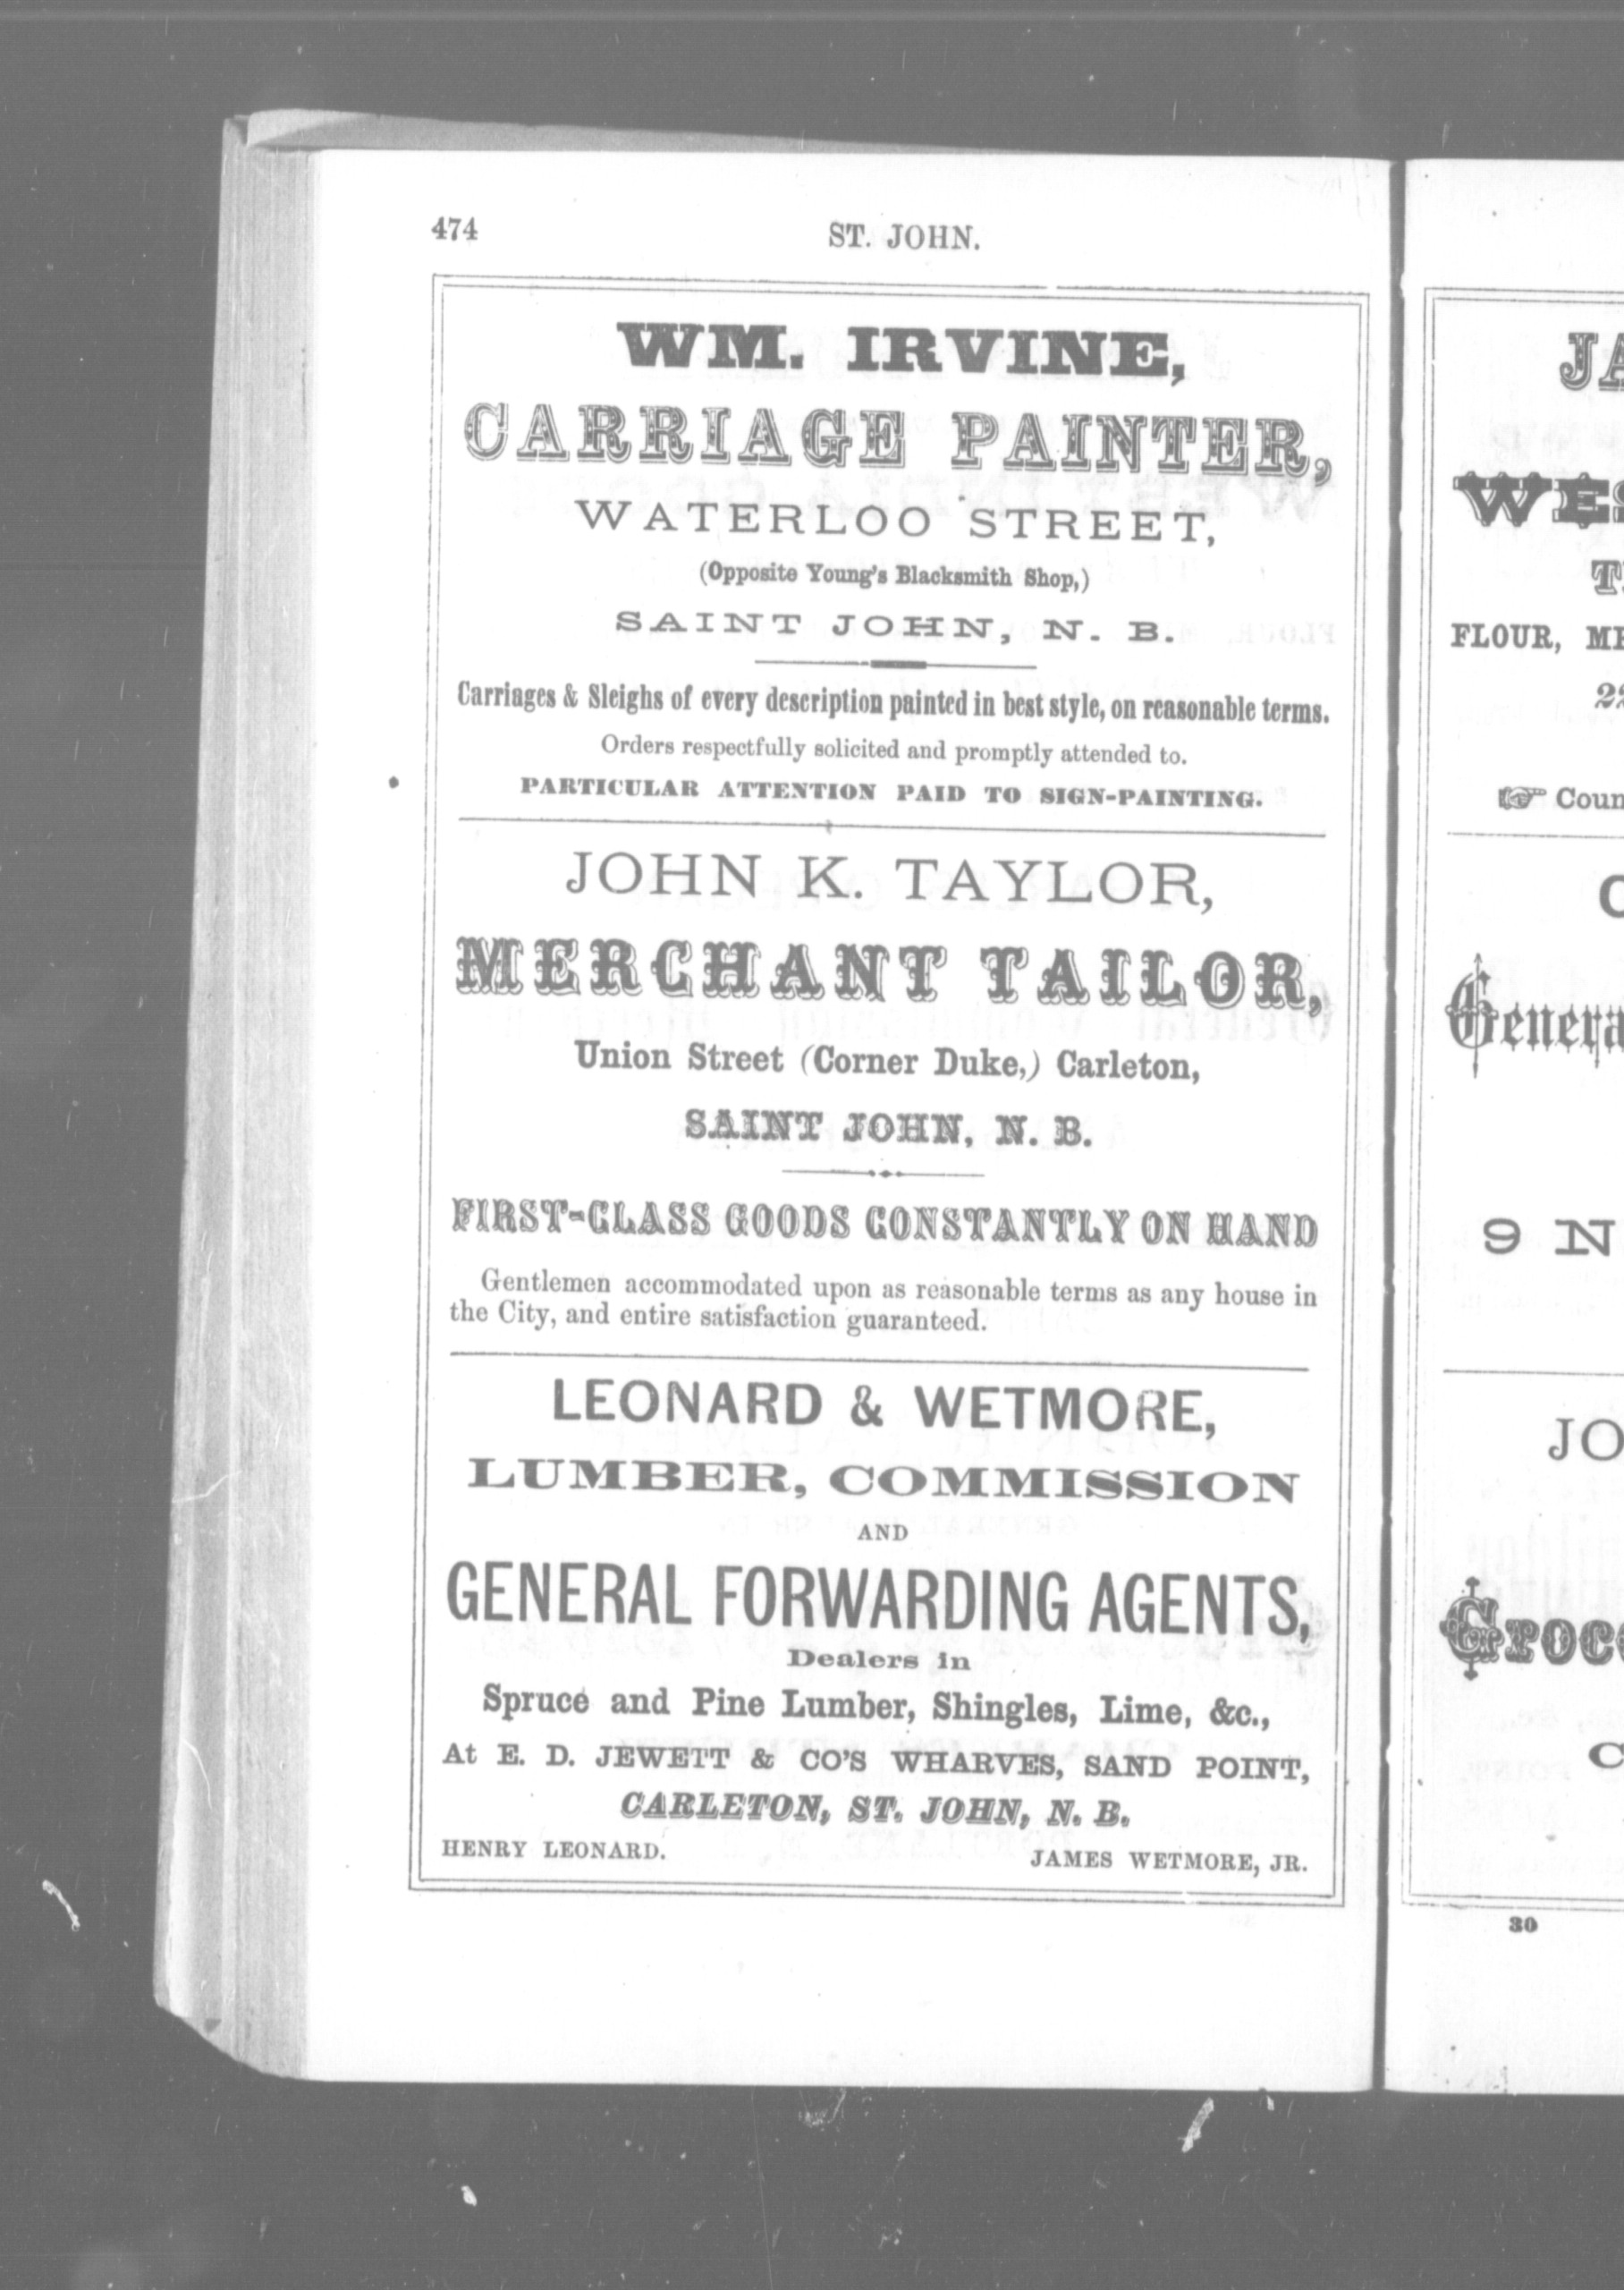 474
ST. JOHN.
WM. IRVINE,
CARRIAGE PAINTER,
WATERLOO STREET,
(Opposite Young's Blacksmith Shop,)
SAINT JOHN, N. B.
Carriages & Sleighs of every description painted in best style, on reasonable terms.
Orders respectfully solicited and promptly attended to.
PARTICULAR ATTENTION PAID TO SIGN-PAINTING.
JOHN K. TAYLOR,
MERCHANT TAILOR,
Union Street (Corner Duke,) Carleton,
SAINT JOHN, N. B.
FIRST-CLASS GOODS CONSTANTLY ON HAND
Gentlemen accommodated upon as reasonable terms as any house in
the City, and entire satisfaction guaranteed.
LEONARD & WETMORE,
LUMBER, COMMISSION
AND
GENERAL FORWARDING AGENTS,
Dealers in
Spruce and Pine Lumber, Shingles, Lime, &c.,
At E. D. JEWETT & CO'S WHARVES, SAND POINT,
CARLETON, ST. JOHN, N. B.
HENRY LEONARD. JAMES WETMORE, JR.
FLOUR,
9
30